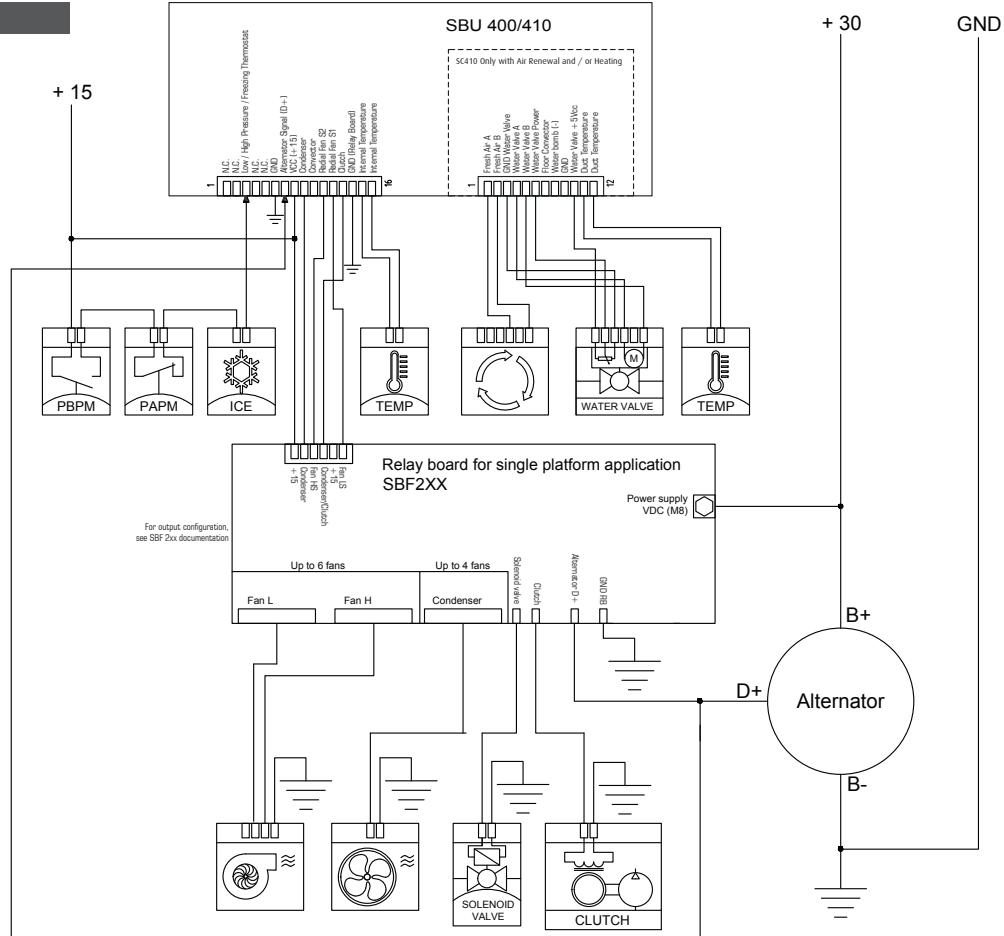 SBU 400/410
+ 30
GND
SC410 Only with Air Renewal and / or Heating
+ 15
N.C.
N.C.
Low / High Pressure / Freezing Thermostat
N.C.
N.C.
GND
Alternator Signal (D+)
VCC (+15)
Condenser
Convector
Radial Fan S2
Radial Fan S1
Clutch
GND (Relay Board)
Internal Temperature
Internal Temperature
1
16
Fresh Air A
Fresh Air B
GND Water Valve
Water Valve A
Water Valve B
Water Valve Power
Floor Convector
Water bomb (-)
GND
Water Valve +5Vcc
Duct Temperature
Duct Temperature
1
12
PBPM
PAPM
ICE
TEMP
M
WATER VALVE
TEMP
+15
Condenser
Fan HS
Condenser/Clutch
+15
Fan LS
Relay board for single platform application
SBF2XX
Power supply
VDC (M8)
For output configuration,
see SBF 2xx documentation
Up to 6 fans
Up to 4 fans
Fan L
Fan H
Condenser
Solenoid valve
Clutch
Alternator D+
GND RB
B+
D+
Alternator
B-
SOLENOID
VALVE
CLUTCH